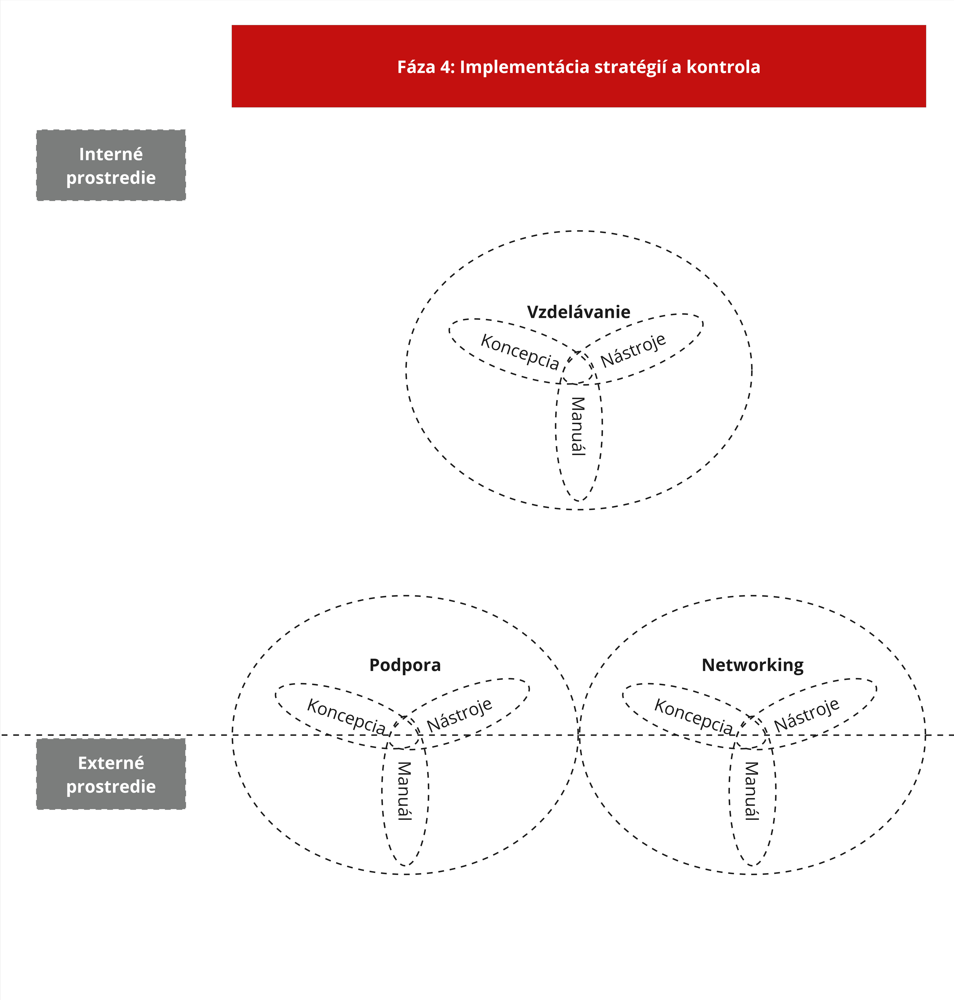 Fáza 4: Implementácia stratégií a kontrola
Interné
prostredie
Vzdelávanie
Koncepcia
Nástroje
Manuál
Podpora
Networking
Koncepcia
Nástroje
Koncepcia
Nástroje
Externé
prostredie
Manuál
Manuál